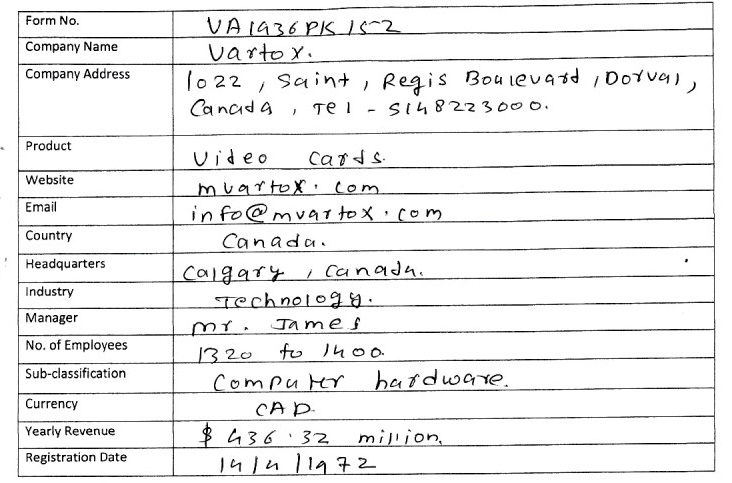 Form No. VA1936PK15-2
Company Name Vartox.
Company Address 1022, Saint, Regis Boulevard, Dorval,
Canada, Tel - 5148223000.
Product Video cards.
Website mvartox.com
Email info@mvartox.com
Country Canada.
Headquarters Calgary, Canada.
Industry Technology.
Manager Mr. James
No. of Employees 1320 to 1400.
Sub-classification Computer hardware.
Currency CAD.
Yearly Revenue $ 436.32 million.
Registration Date 14/4/1972